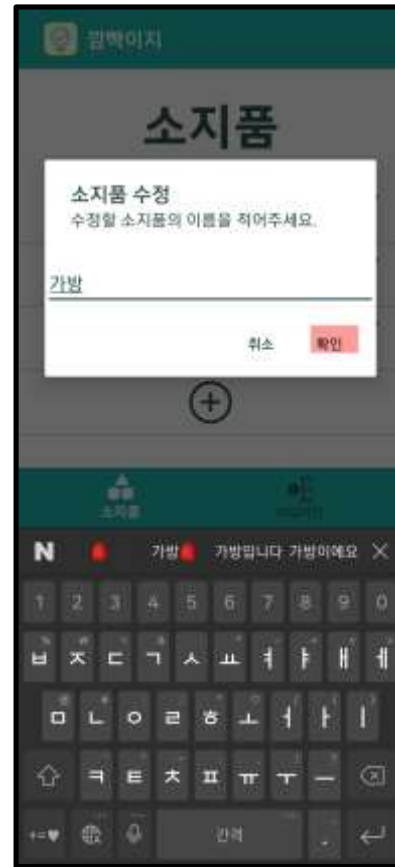 깜빡이지
소지품
소지품 수정
수정할 소지품의 이름을 적어주세요.
가방
취소 확인
소지품
N 가방 가방입니다 가방이에요 ×
1 2 3 4 5 6 7 8 9 0
ㅂ ㅈ ㄷ ㄱ ㅅ ㅛ ㅕ ㅑ ㅐ ㅔ
ㅁ ㄴ ㅇ ㄹ ㅎ ㅗ ㅓ ㅏ ㅣ
ㅋ ㅌ ㅊ ㅍ ㅠ ㅜ ㅡ
+=♥ 간격 .